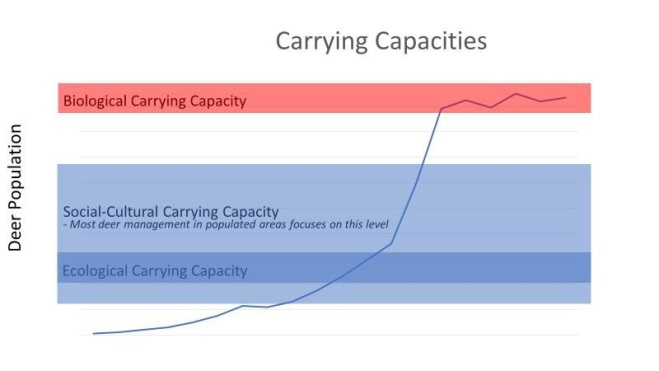 Carrying Capacities
Biological Carrying Capacity
Deer Population
Social-Cultural Carrying Capacity
- Most deer management in populated areas focuses on this level
Ecological Carrying Capacity